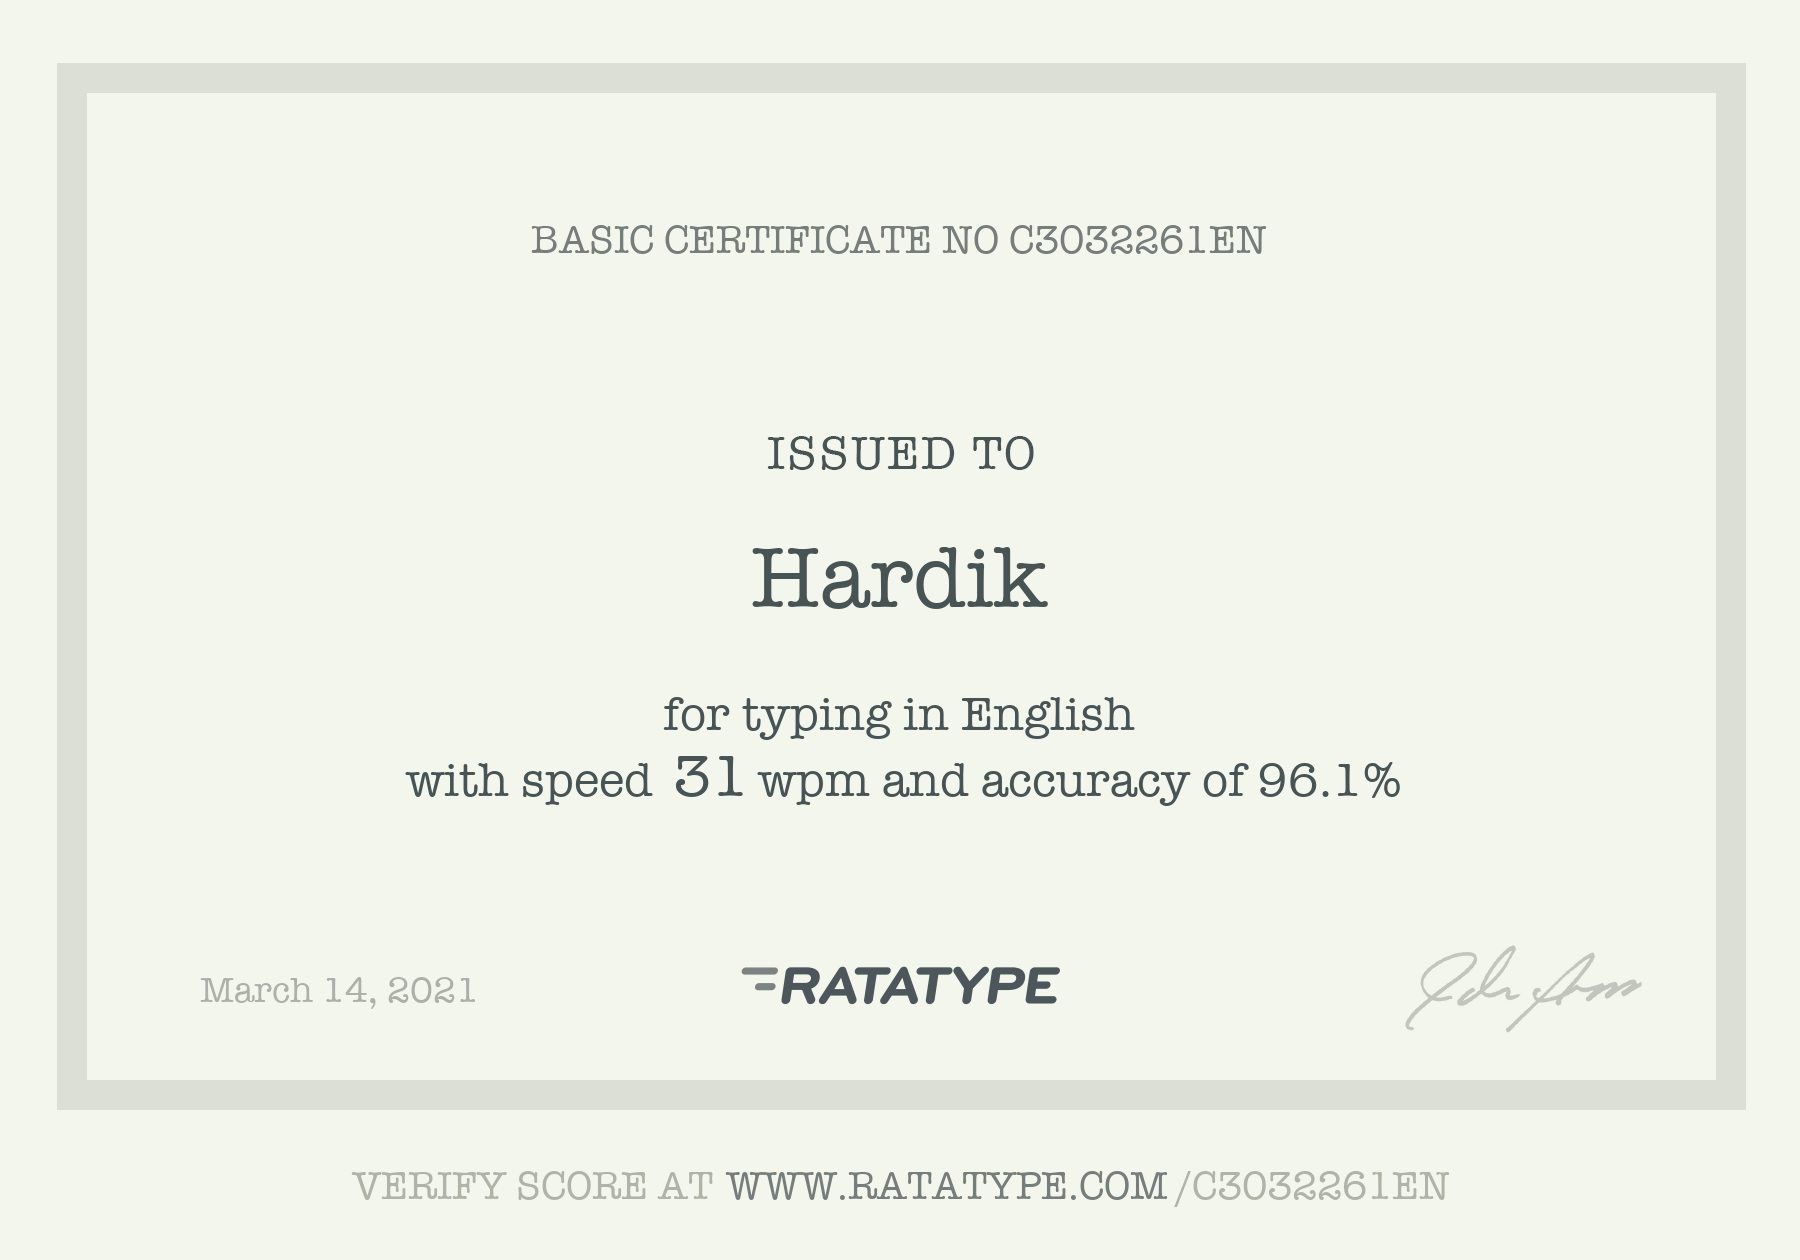 BASIC CERTIFICATE NO C3032261EN
ISSUED TO
Hardik
for typing in English
with speed 31 wpm and accuracy of 96.1%
March 14, 2021
RATATYPE
VERIFY SCORE AT WWW.RATATYPE.COM/C3032261EN